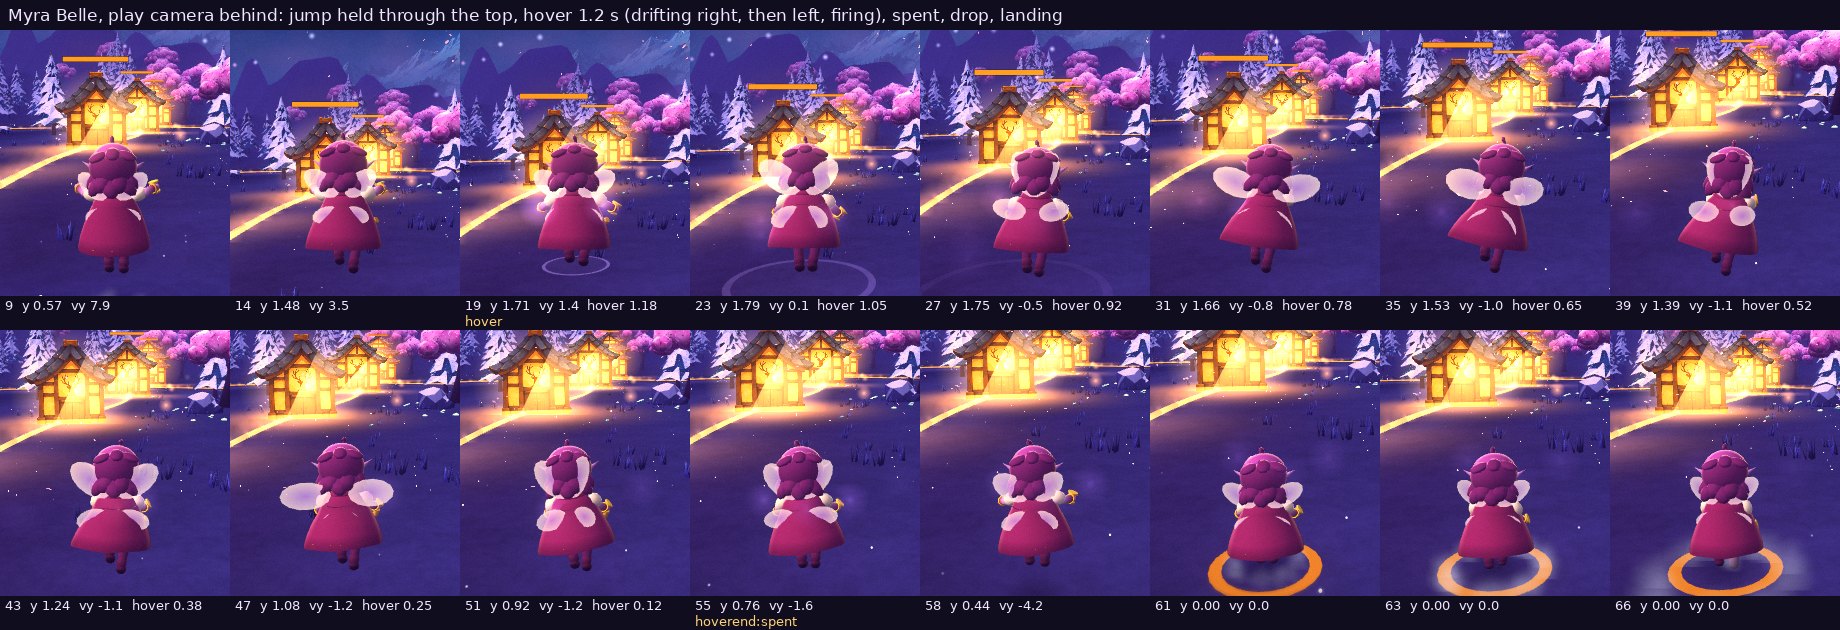 Myra Belle, play camera behind: jump held through the top, hover 1.2 s (drifting right, then left, firing), spent, drop, landing
9 y 0.57 vy 7.9
14 y 1.48 vy 3.5
19 y 1.71 vy 1.4 hover 1.18
hover
23 y 1.79 vy 0.1 hover 1.05
27 y 1.75 vy -0.5 hover 0.92
31 y 1.66 vy -0.8 hover 0.78
35 y 1.53 vy -1.0 hover 0.65
39 y 1.39 vy -1.1 hover 0.52
43 y 1.24 vy -1.1 hover 0.38
47 y 1.08 vy -1.2 hover 0.25
51 y 0.92 vy -1.2 hover 0.12
55 y 0.76 vy -1.6
hoverend:spent
58 y 0.44 vy -4.2
61 y 0.00 vy 0.0
63 y 0.00 vy 0.0
66 y 0.00 vy 0.0